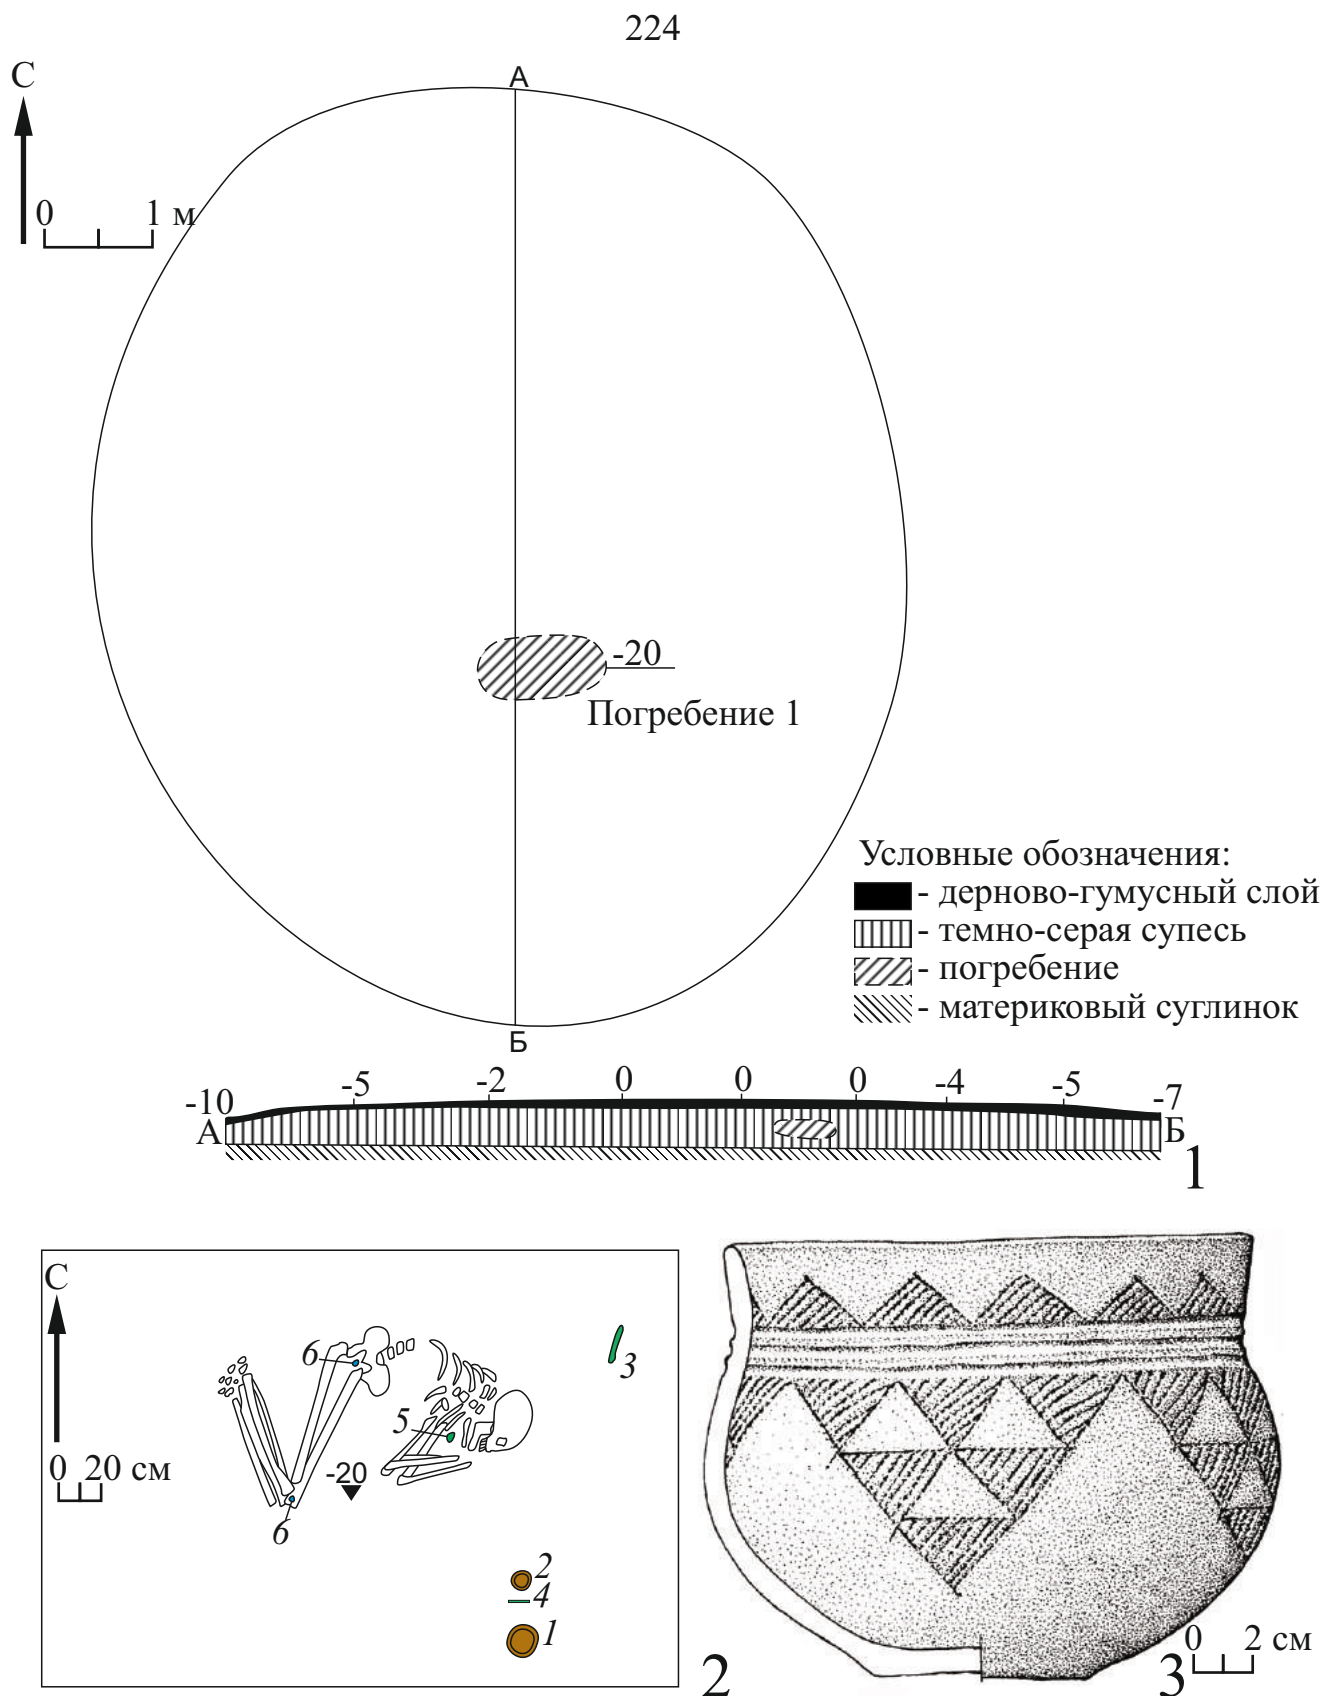 224
С
А
0 1 м
-20
Погребение 1
Условные обозначения:
- дерново-гумусный слой
- темно-серая супесь
- погребение
- материковый суглинок
Б
-10 -5 -2 0 0 0 -4 -5 -7
А Б
1
С
6
3
5
0 20 см
-20
6
2
4
1
2
3
0 2 см